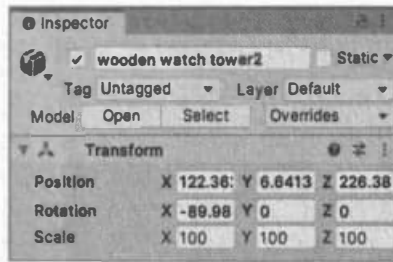 Inspector
wooden watch tower2 Static
Tag Untagged Layer Default
Model Open Select Overrides
Transform
Position X 122.36 Y 6.6413 Z 226.38
Rotation X -89.98 Y 0 Z 0
Scale X 100 Y 100 Z 100